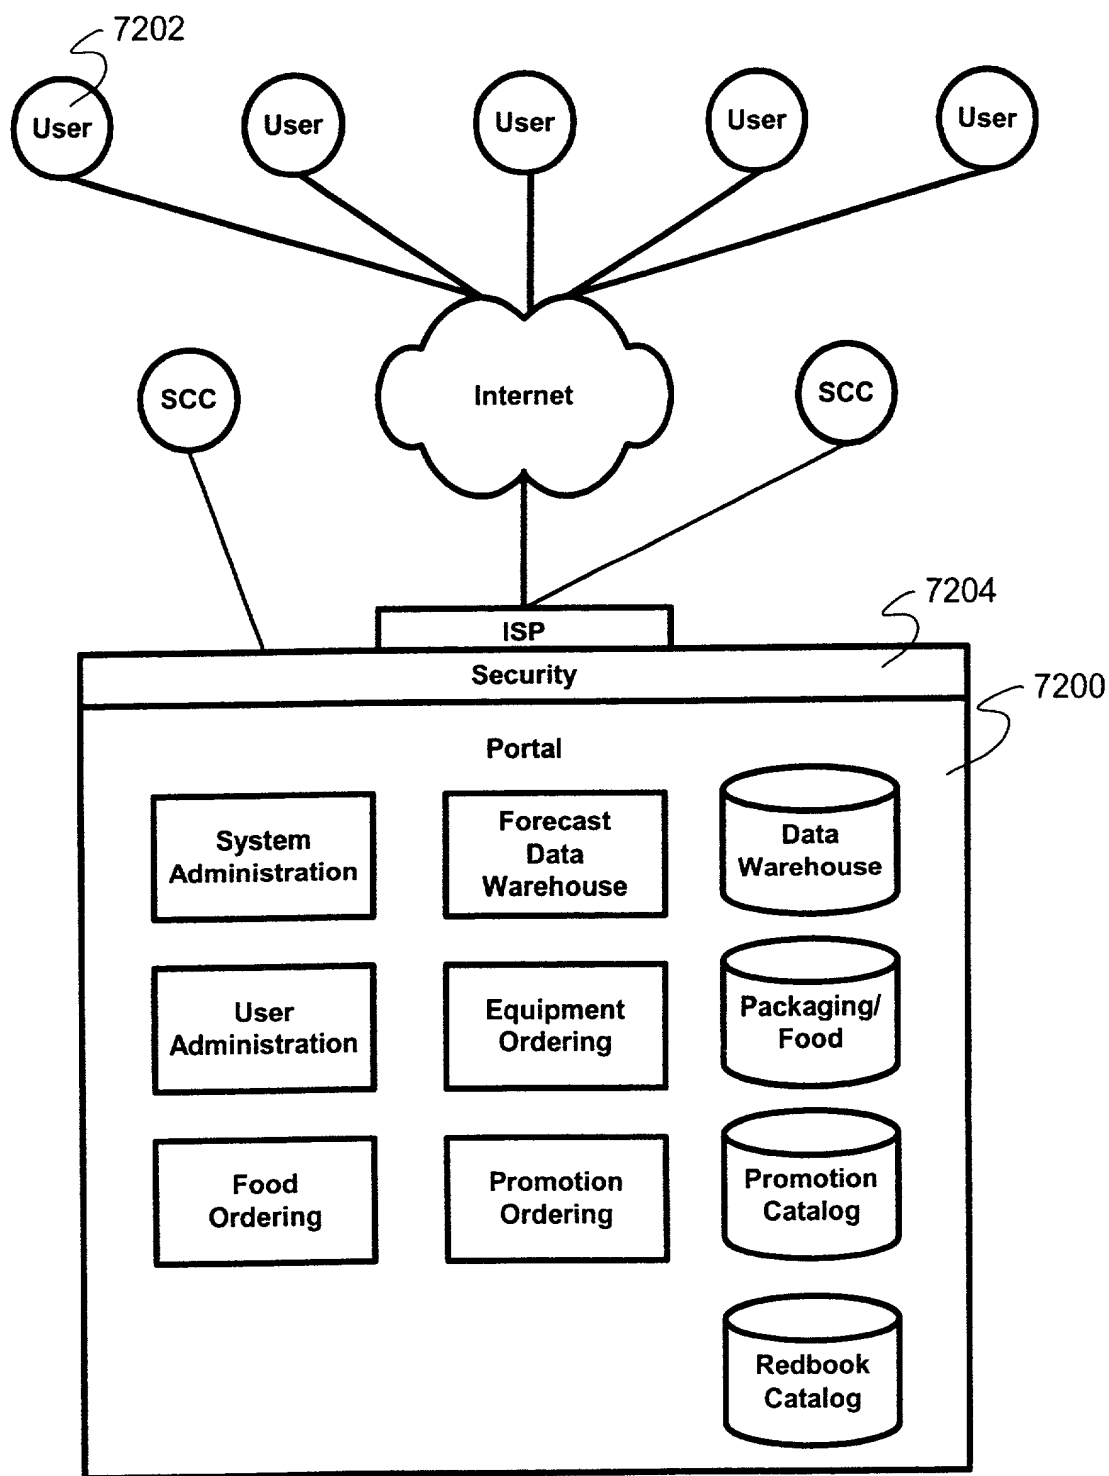 7202
User
User
User
User
User
Internet
SCC
SCC
7204
ISP
Security
7200
Portal
System
Administration
Forecast
Data
Warehouse
Data
Warehouse
User
Administration
Equipment
Ordering
Packaging/
Food
Food
Ordering
Promotion
Ordering
Promotion
Catalog
Redbook
Catalog